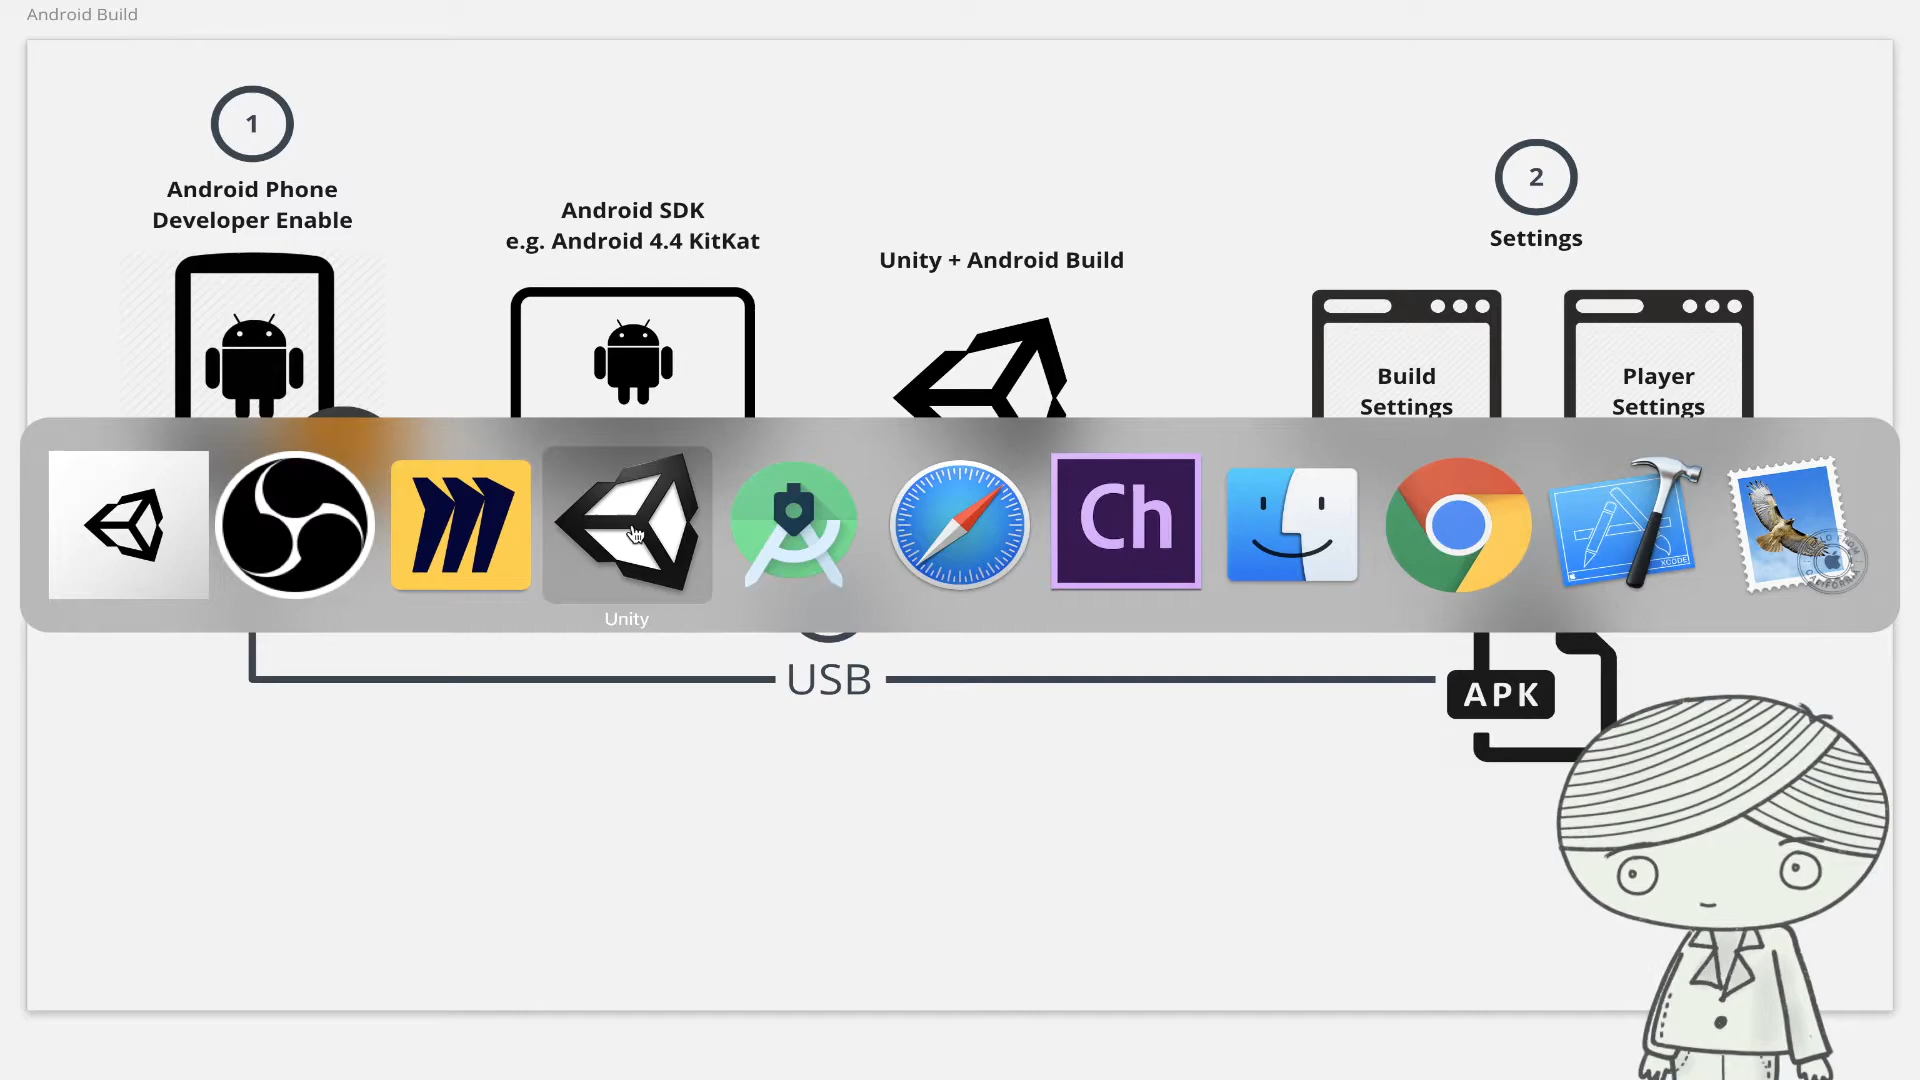 Android Build
1
Android Phone
Developer Enable
Android SDK
e.g. Android 4.4 KitKat
Unity + Android Build
2
Settings
Build
Settings
Player
Settings
Ch
XCODE
Unity
USB
APK